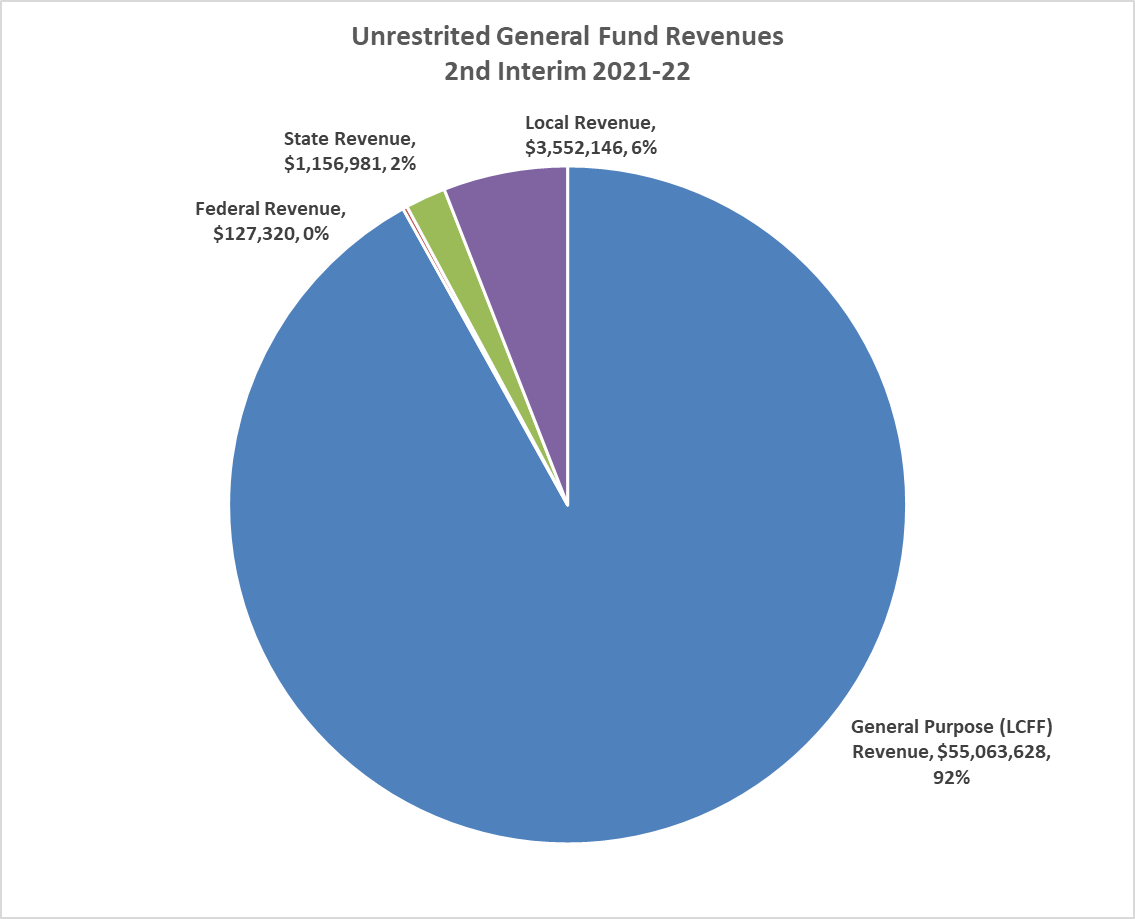 Unrestrited General Fund Revenues
2nd Interim 2021-22
Local Revenue,
$3,552,146, 6%
State Revenue,
$1,156,981, 2%
Federal Revenue,
$127,320, 0%
General Purpose (LCFF)
Revenue, $55,063,628,
92%